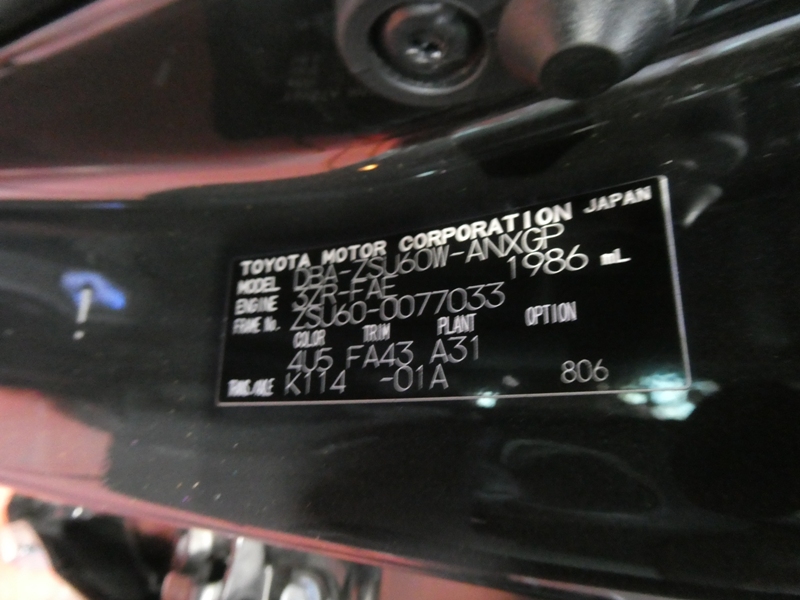 TOYOTA MOTOR CORPORATION JAPAN
MODEL DBA-ZSU60W-ANXGP
ENGINE 3ZR-FAE 1986 mL
FRAME No. ZSU60-0077033
COLOR TRIM PLANT OPTION
4U5 FA43 A31
TRANS.AXLE K114 -01A 806